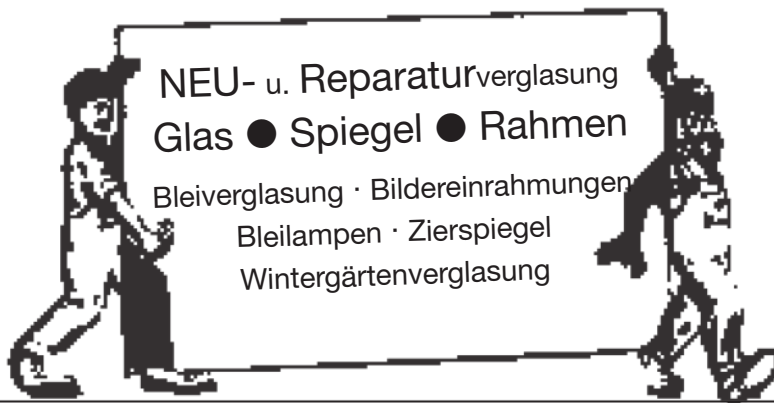 NEU- u. Reparaturverglasung
Glas ● Spiegel ● Rahmen
Bleiverglasung · Bildereinrahmungen
Bleilampen · Zierspiegel
Wintergärtenverglasung